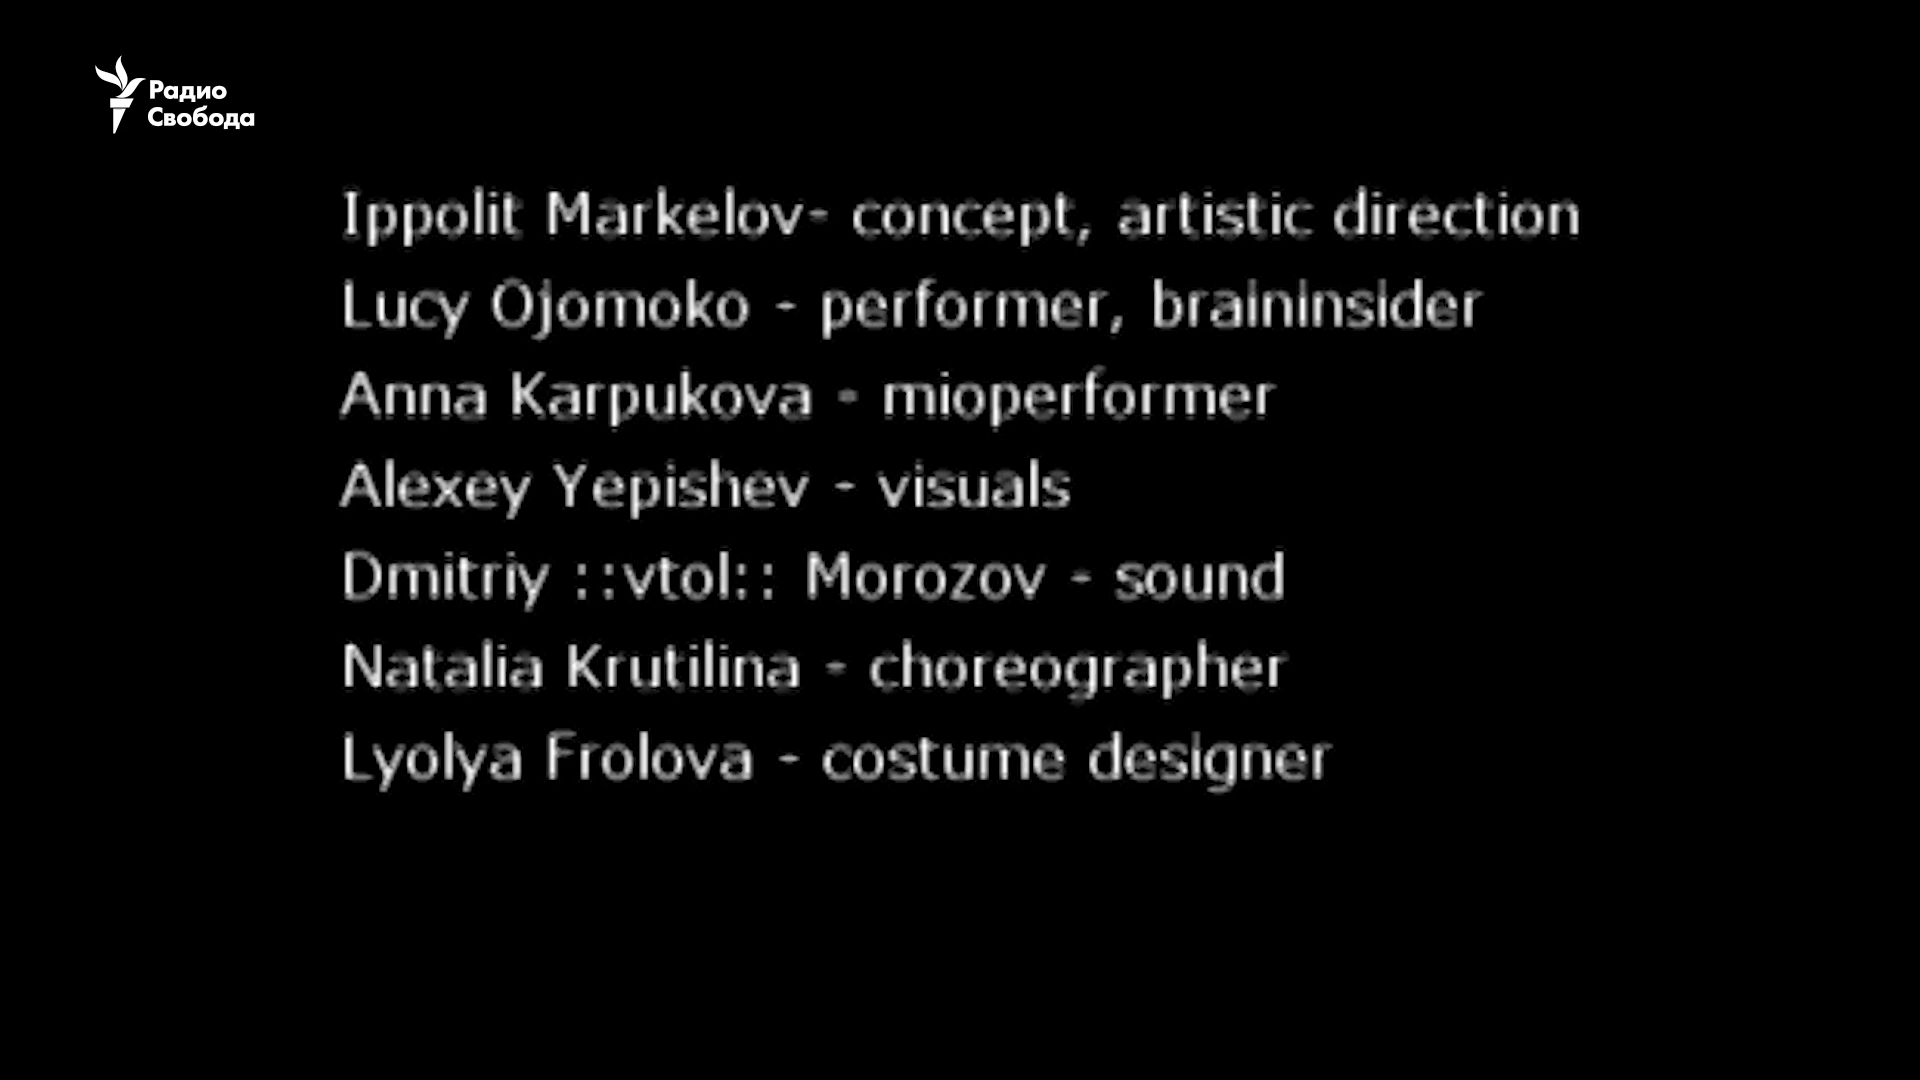 Радио
Свобода
Ippolit Markelov- concept, artistic direction
Lucy Ojomoko - performer, braininsider
Anna Karpukova - mioperformer
Alexey Yepishev - visuals
Dmitriy ::vtol:: Morozov - sound
Natalia Krutilina - choreographer
Lyolya Frolova - costume designer